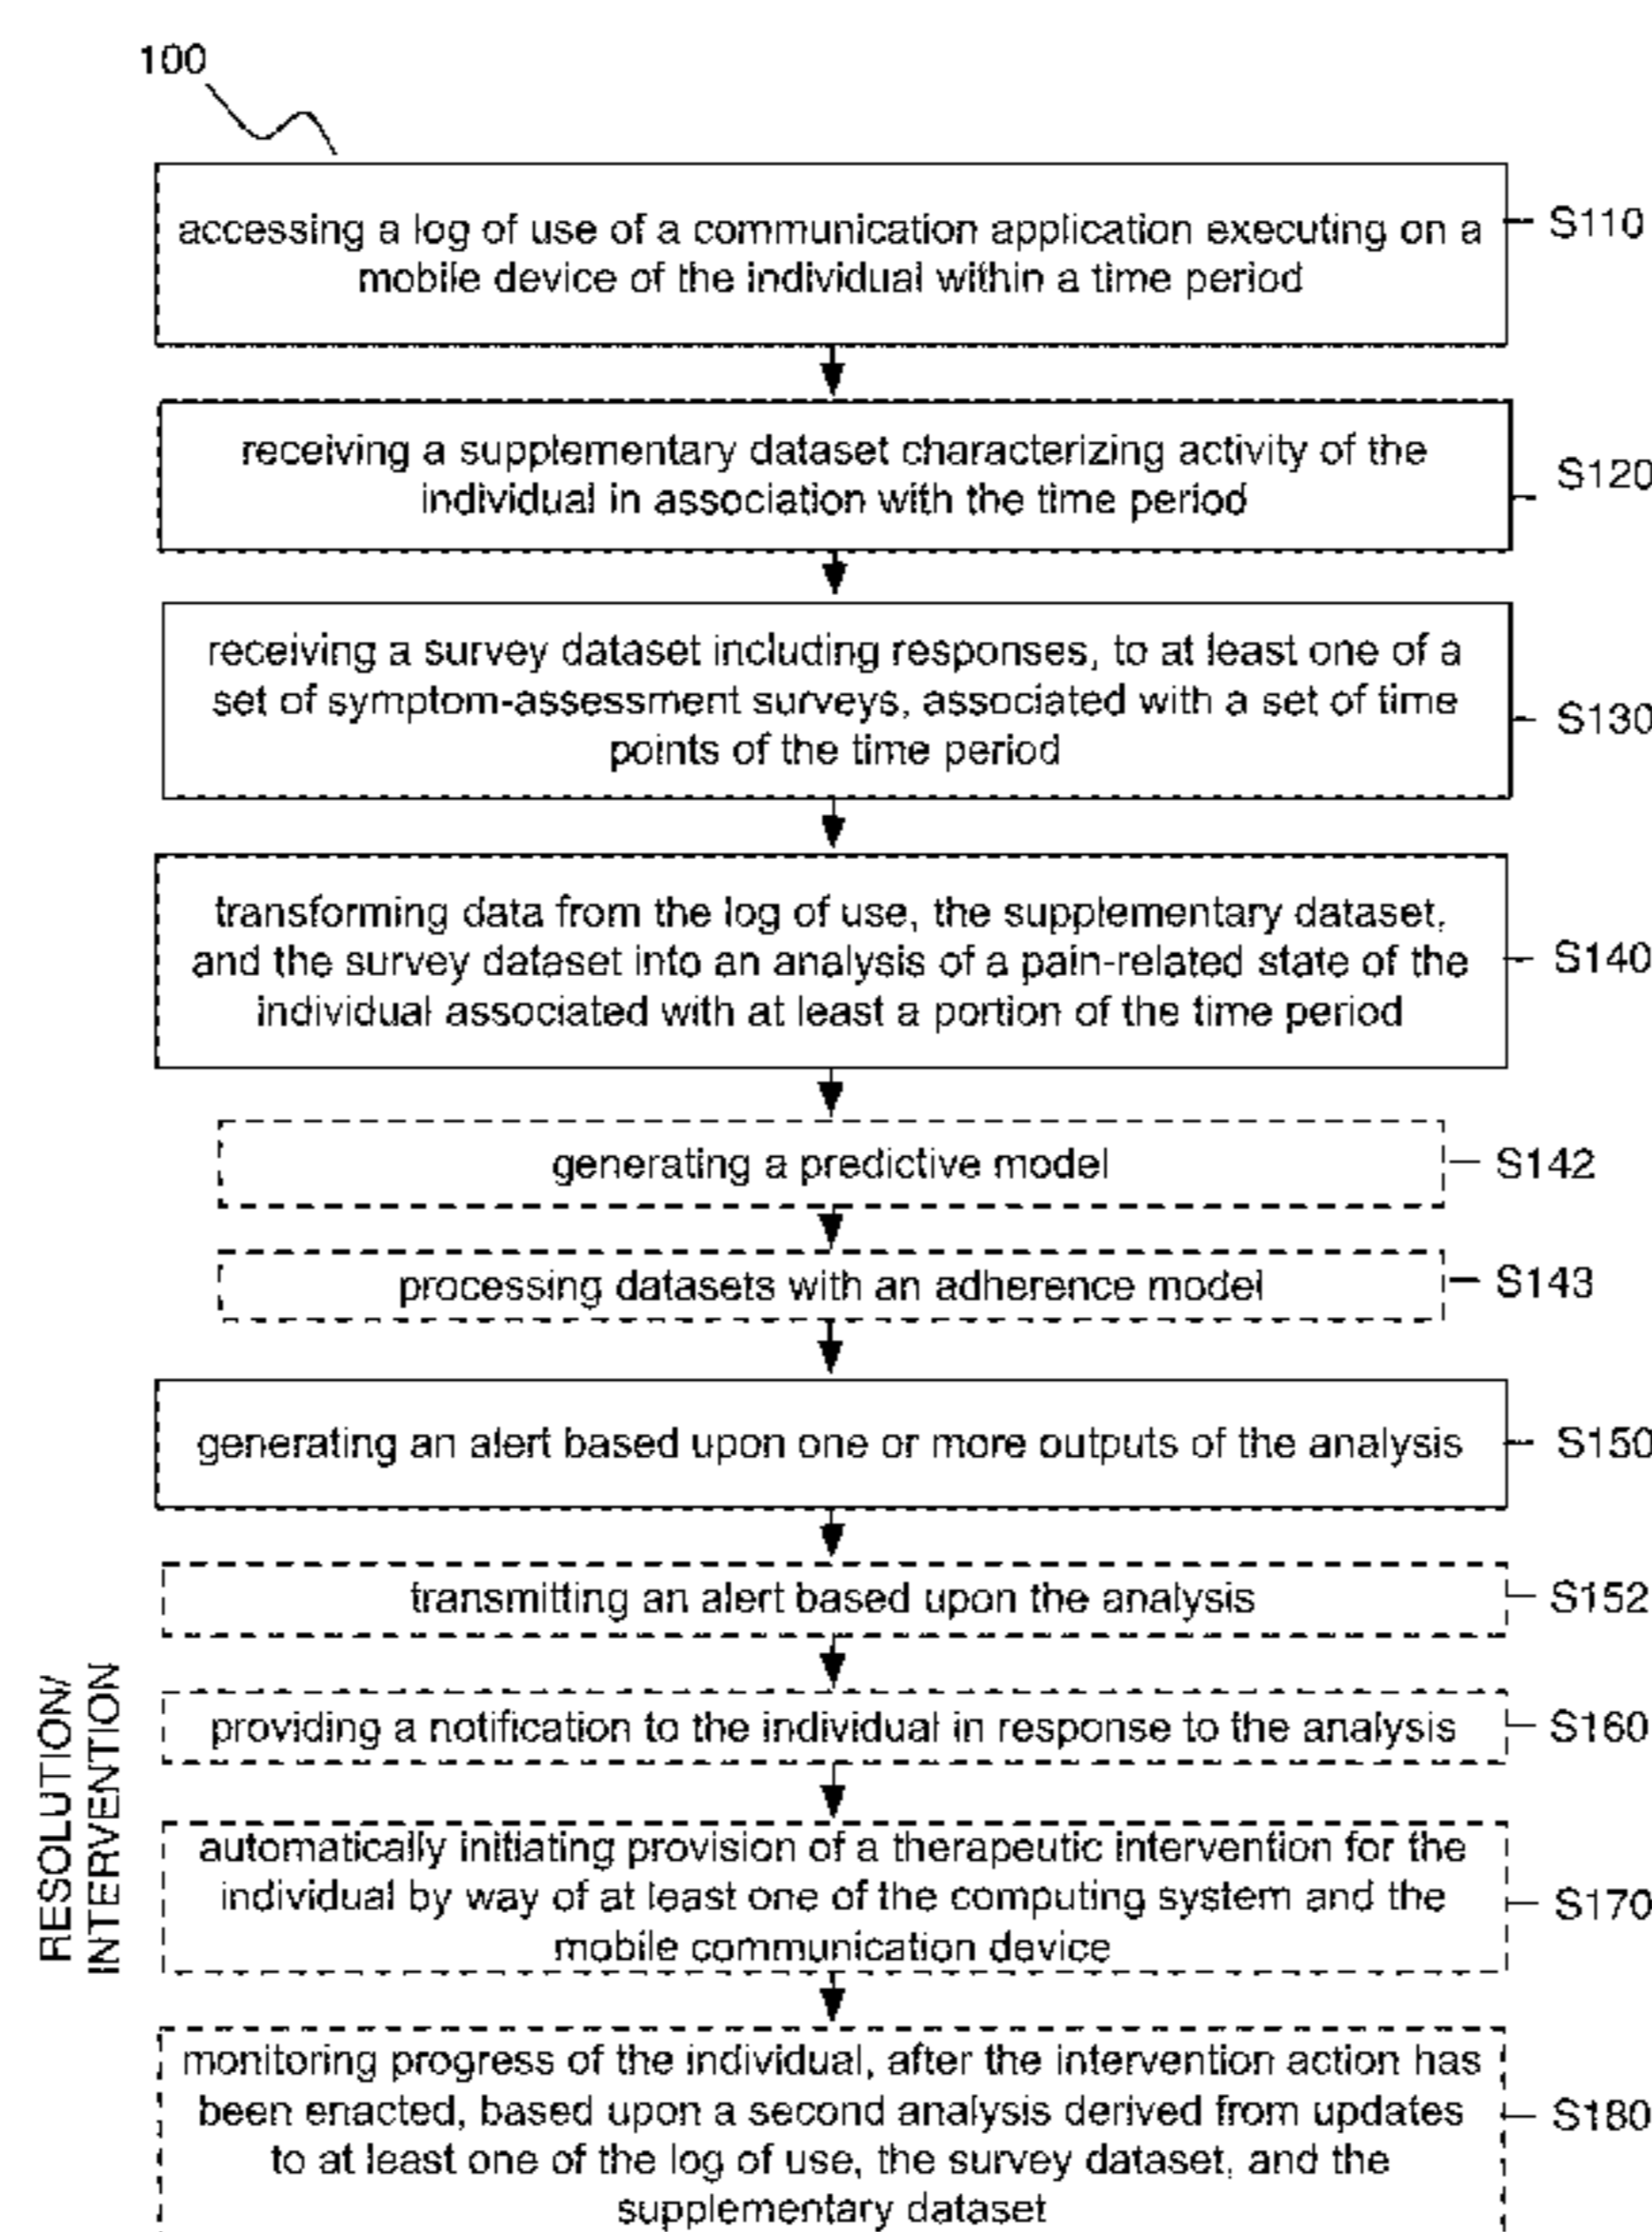 100
accessing a log of use of a communication application executing on a
mobile device of the individual within a time period
S110
receiving a supplementary dataset characterizing activity of the
individual in association with the time period
S120
receiving a survey dataset including responses, to at least one of a
set of symptom-assessment surveys, associated with a set of time
points of the time period
S130
transforming data from the log of use, the supplementary dataset,
and the survey dataset into an analysis of a pain-related state of the
individual associated with at least a portion of the time period
S140
generating a predictive model
S142
processing datasets with an adherence model
S143
generating an alert based upon one or more outputs of the analysis
S150
transmitting an alert based upon the analysis
S152
RESOLUTION/
INTERVENTION
providing a notification to the individual in response to the analysis
S160
automatically initiating provision of a therapeutic intervention for the
individual by way of at least one of the computing system and the
mobile communication device
S170
monitoring progress of the individual, after the intervention action has
been enacted, based upon a second analysis derived from updates
to at least one of the log of use, the survey dataset, and the
supplementary dataset
S180